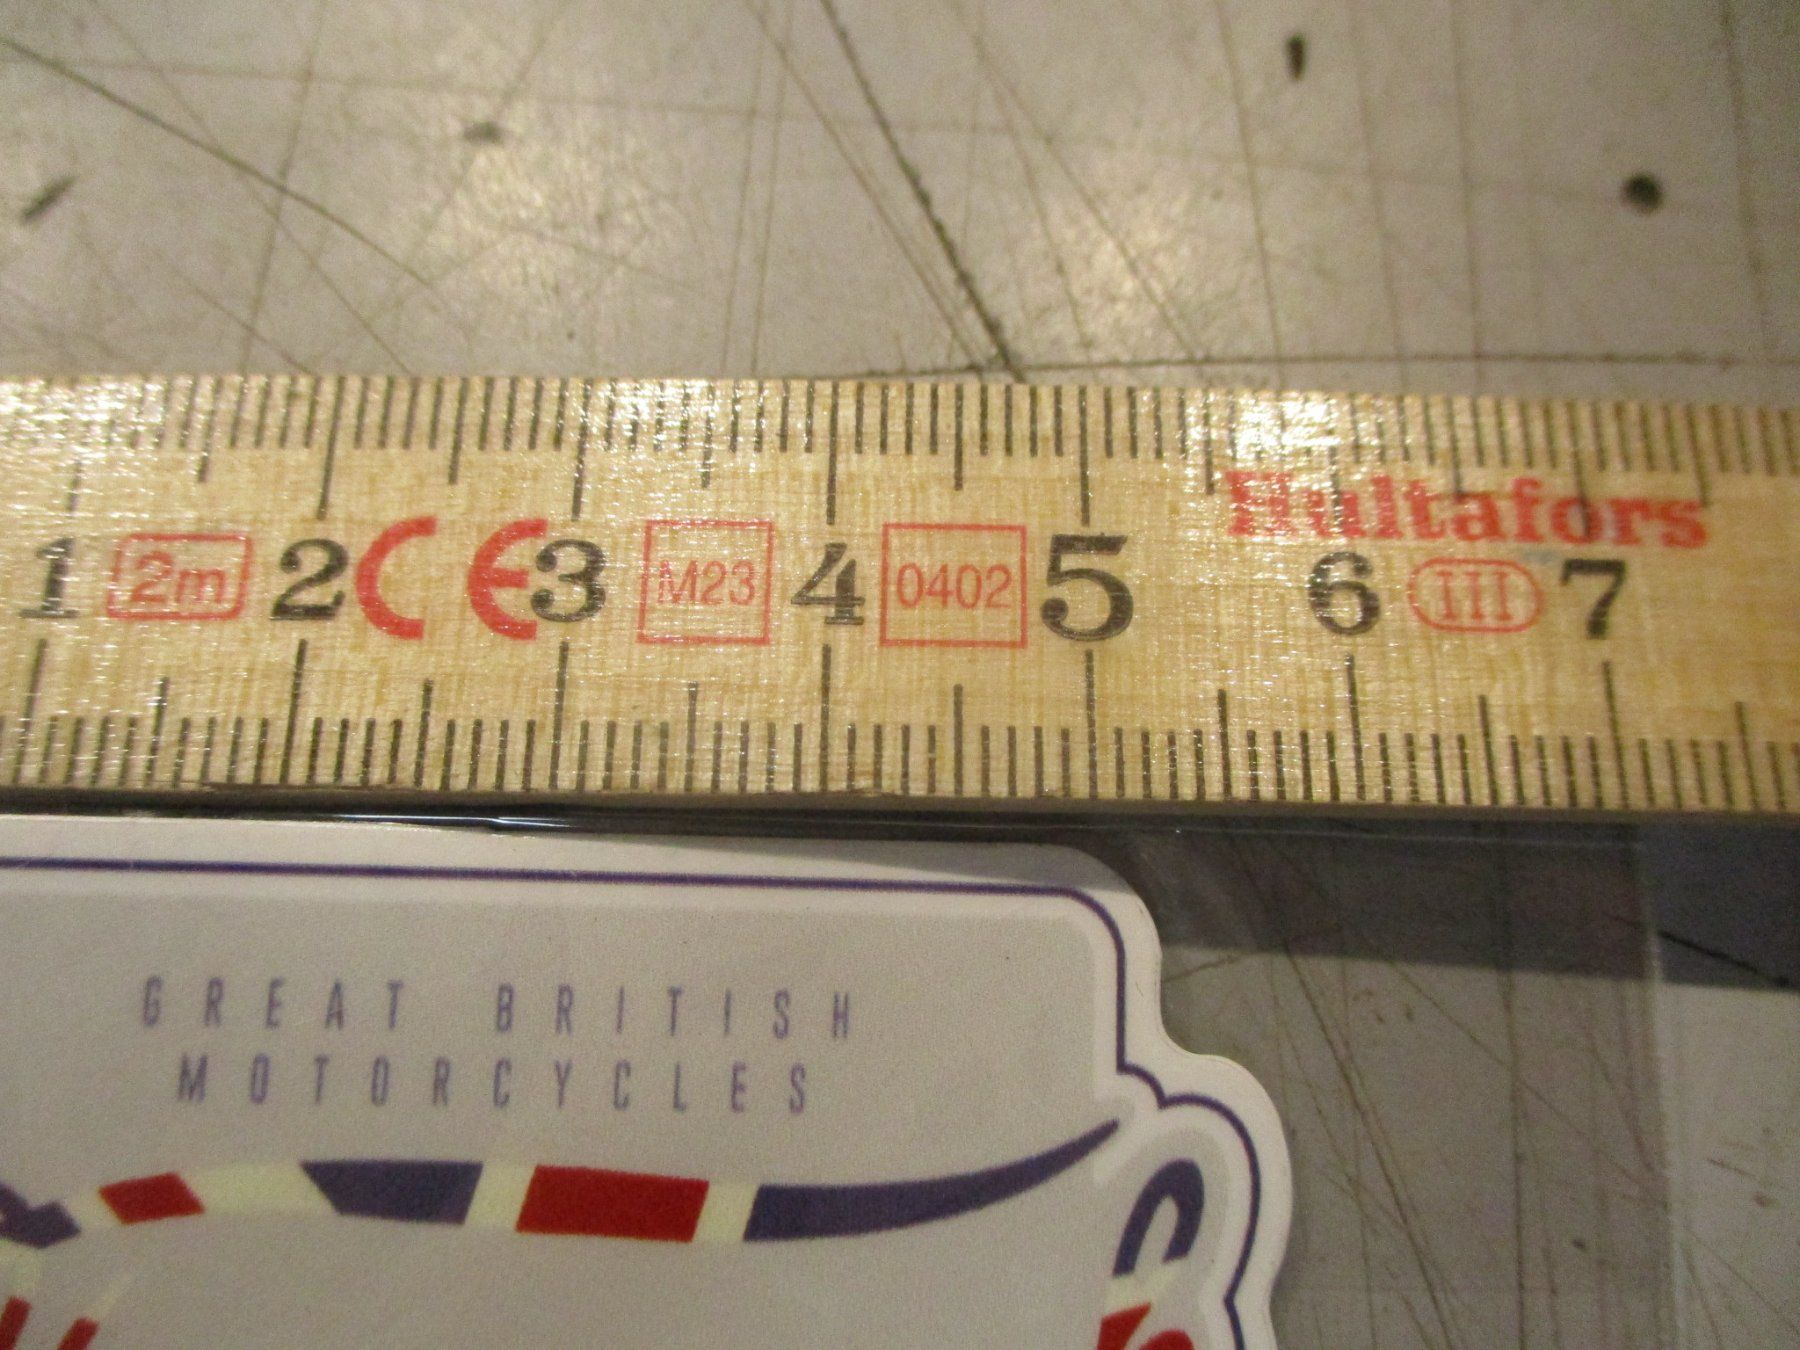 Hultafors
1 2m 2 CE 3 M23 4 0402 5 6 III 7
GREAT BRITISH
MOTORCYCLES